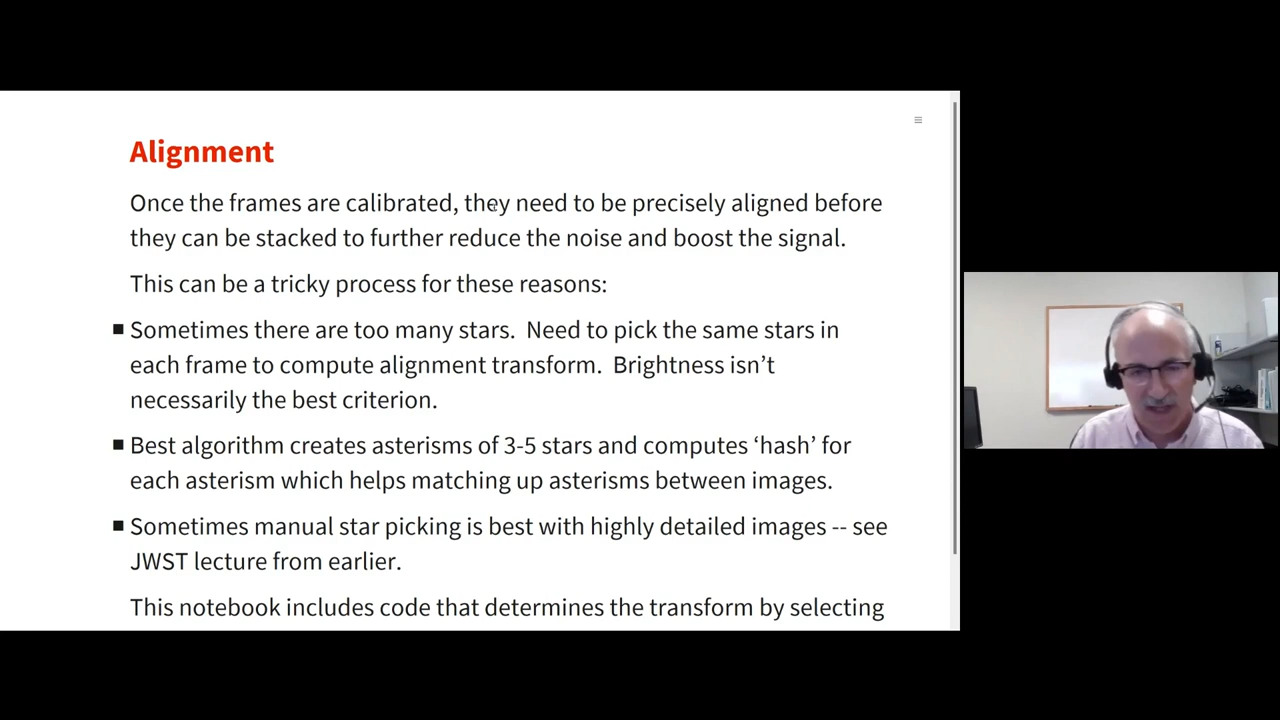 Alignment
Once the frames are calibrated, they need to be precisely aligned before
they can be stacked to further reduce the noise and boost the signal.
This can be a tricky process for these reasons:
■ Sometimes there are too many stars.  Need to pick the same stars in
each frame to compute alignment transform.  Brightness isn’t
necessarily the best criterion.
■ Best algorithm creates asterisms of 3-5 stars and computes ‘hash’ for
each asterism which helps matching up asterisms between images.
■ Sometimes manual star picking is best with highly detailed images -- see
JWST lecture from earlier.
This notebook includes code that determines the transform by selecting